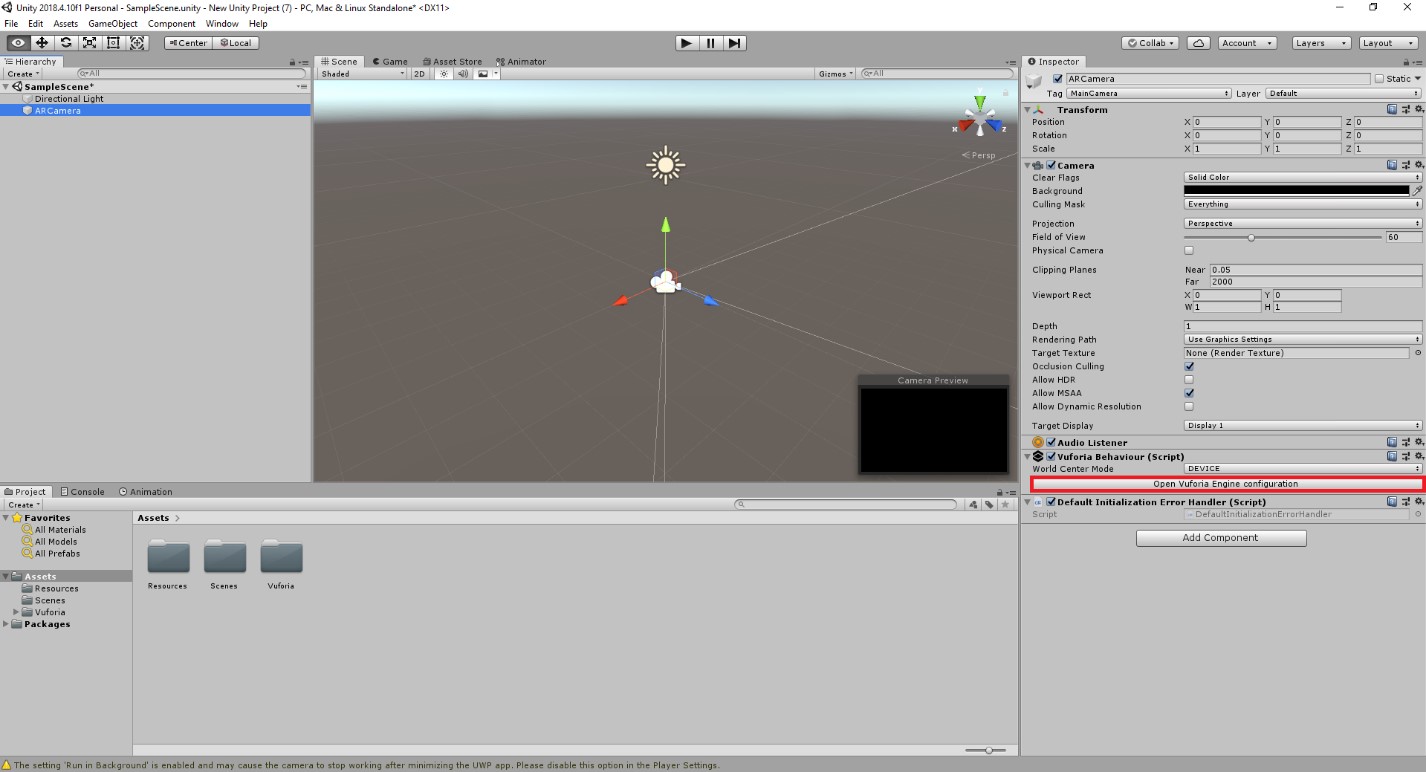 Unity 2018.4.10f1 Personal - SampleScene.unity - New Unity Project (7) - PC, Mac & Linux Standalone* <DX11>
File Edit Assets GameObject Component Window Help
Center Local Collab Account Layers Layout
Hierarchy
Create All
SampleScene*
Directional Light
ARCamera
Scene Game Asset Store Animator
Shaded 2D Gizmos All
x z
Persp
Camera Preview
Inspector
ARCamera Static
Tag MainCamera Layer Default
Transform
Position X 0 Y 0 Z 0
Rotation X 0 Y 0 Z 0
Scale X 1 Y 1 Z 1
Camera
Clear Flags Solid Color
Background
Culling Mask Everything
Projection Perspective
Field of View 60
Physical Camera
Clipping Planes Near 0.05
Far 2000
Viewport Rect X 0 Y 0
W 1 H 1
Depth 1
Rendering Path Use Graphics Settings
Target Texture None (Render Texture)
Occlusion Culling
Allow HDR
Allow MSAA
Allow Dynamic Resolution
Target Display Display 1
Audio Listener
Vuforia Behaviour (Script)
World Center Mode DEVICE
Open Vuforia Engine configuration
Default Initialization Error Handler (Script)
Script DefaultInitializationErrorHandler
Add Component
Project Console Animation
Create
Favorites
All Materials
All Models
All Prefabs
Assets
Resources
Scenes
Vuforia
Packages
Assets
Resources Scenes Vuforia
The setting 'Run in Background' is enabled and may cause the camera to stop working after minimizing the UWP app. Please disable this option in the Player Settings.